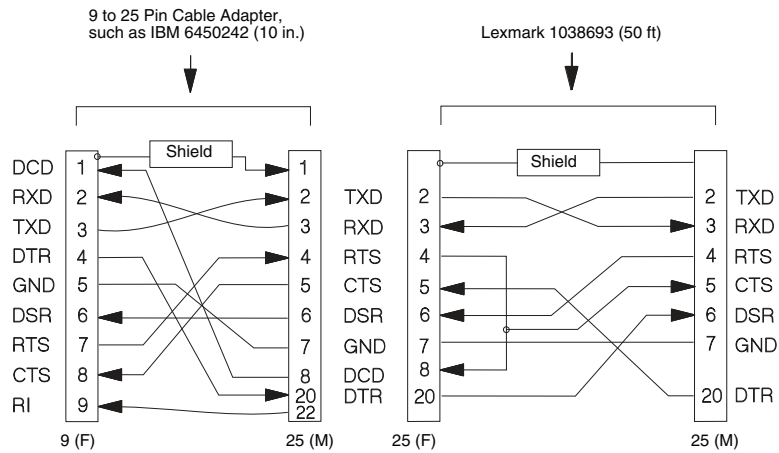 9 to 25 Pin Cable Adapter,
such as IBM 6450242 (10 in.)
Lexmark 1038693 (50 ft)
Shield
DCD 1 1
RXD 2 2
TXD 3 3
DTR 4 4
GND 5 5
DSR 6 6
RTS 7 7
CTS 8 8
RI 9 20
22
9 (F) 25 (M)
Shield
TXD 2 2 TXD
RXD 3 3 RXD
RTS 4 4 RTS
CTS 5 5 CTS
DSR 6 6 DSR
GND 7 7 GND
DCD 8
DTR 20 20 DTR
25 (F) 25 (M)